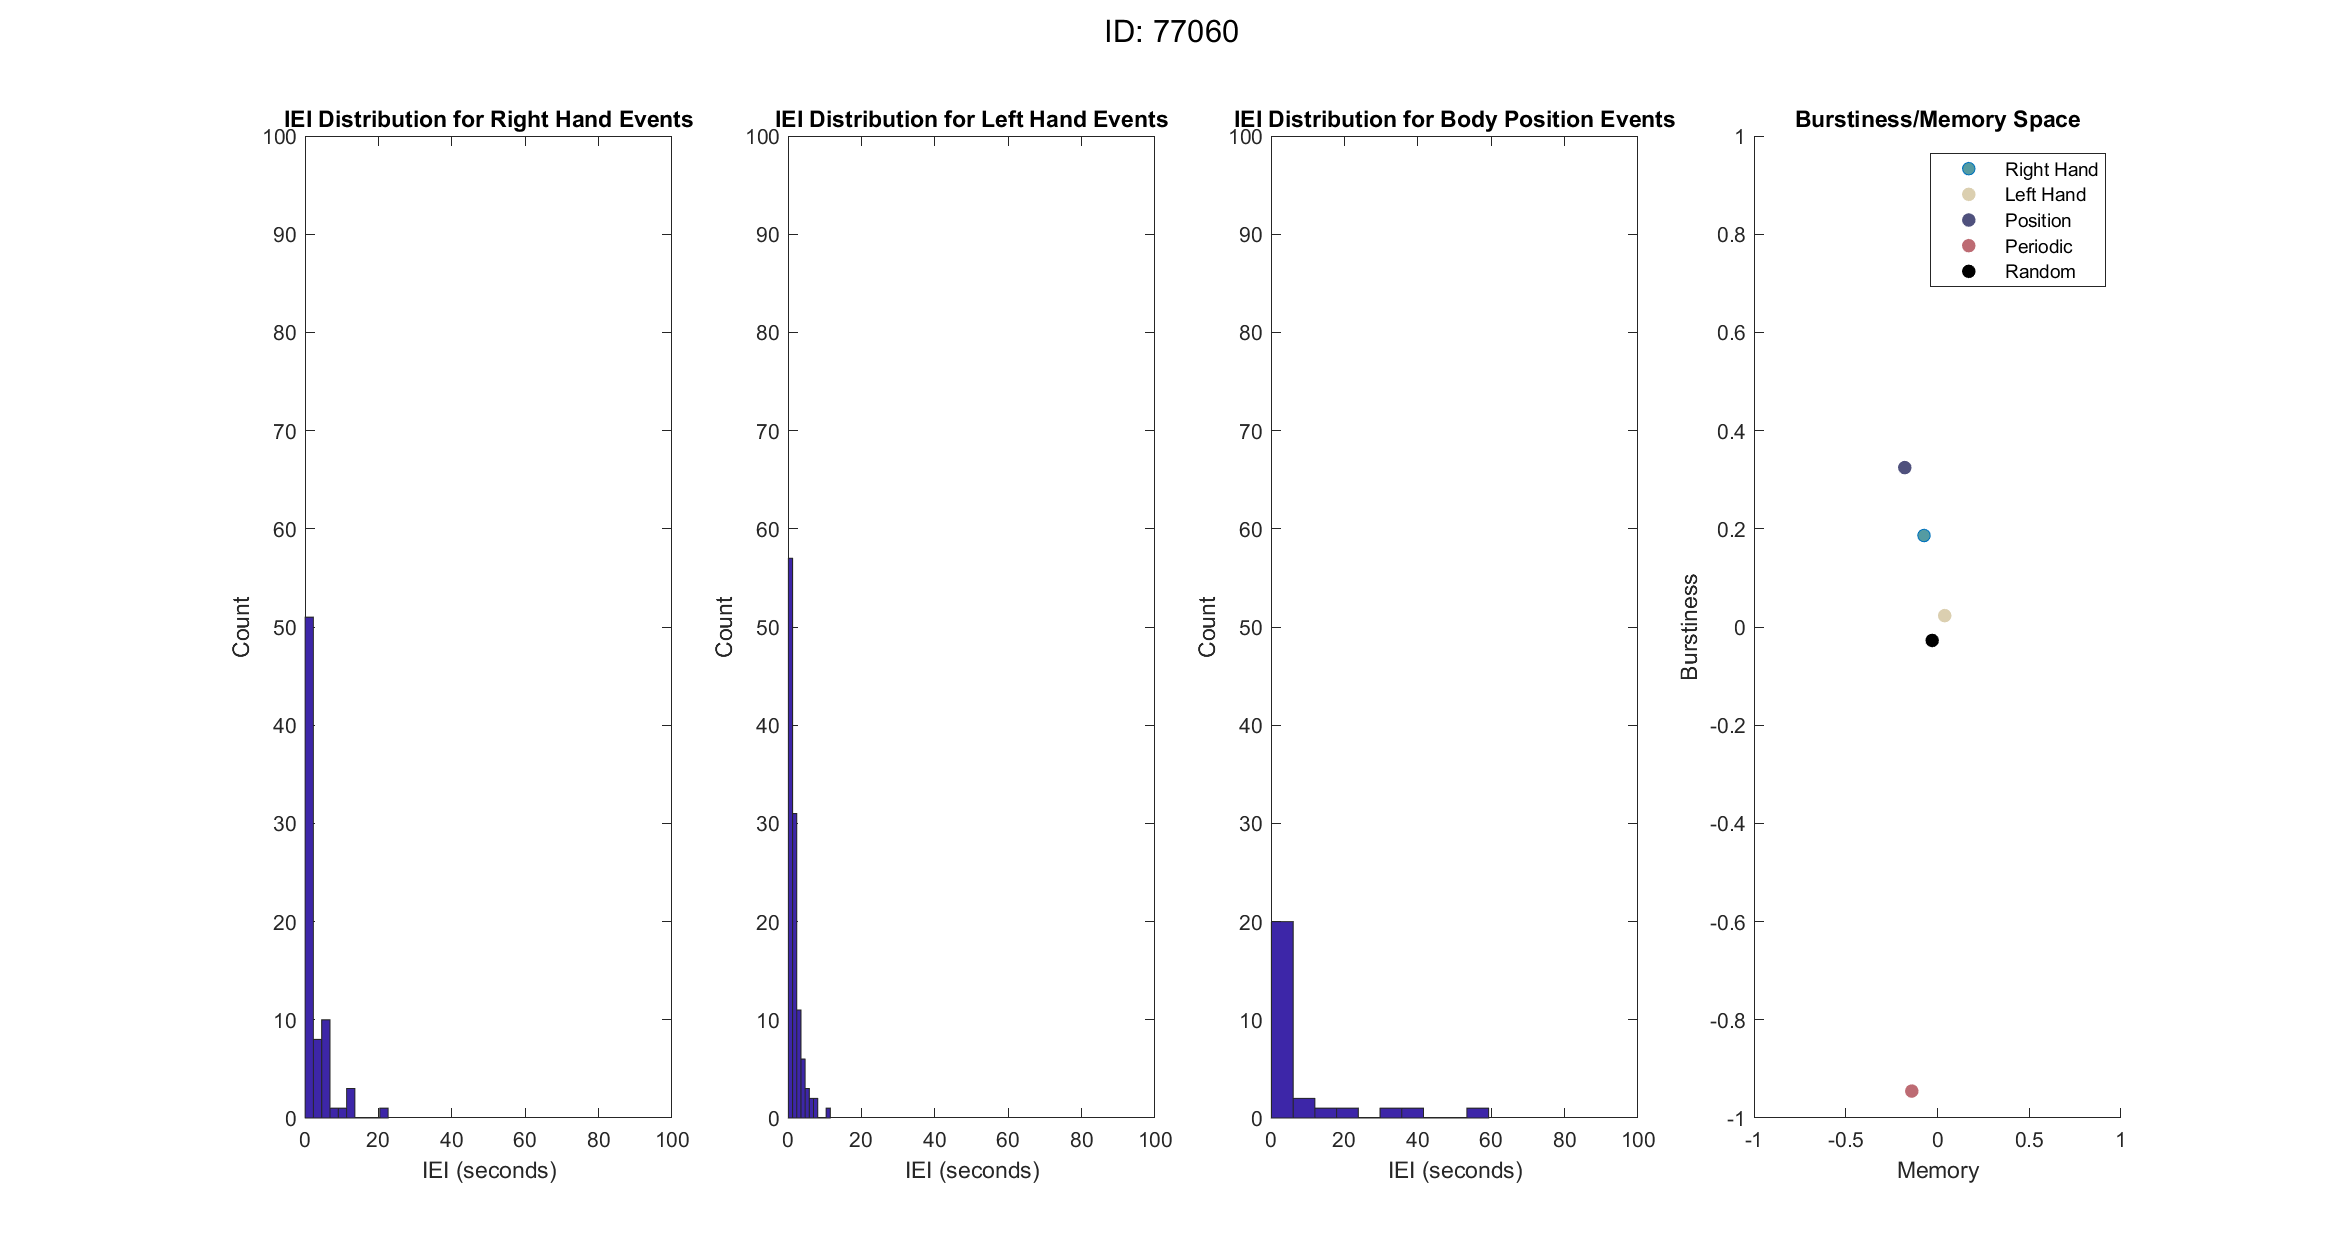 ID: 77060
IEI Distribution for Right Hand Events
100
90
80
70
60
50
40
30
20
10
0
Count
0 20 40 60 80 100
IEI (seconds)
IEI Distribution for Left Hand Events
100
90
80
70
60
50
40
30
20
10
0
Count
0 20 40 60 80 100
IEI (seconds)
IEI Distribution for Body Position Events
100
90
80
70
60
50
40
30
20
10
0
Count
0 20 40 60 80 100
IEI (seconds)
Burstiness/Memory Space
1
0.8
0.6
0.4
0.2
0
-0.2
-0.4
-0.6
-0.8
-1
Burstiness
Right Hand
Left Hand
Position
Periodic
Random
-1 -0.5 0 0.5 1
Memory